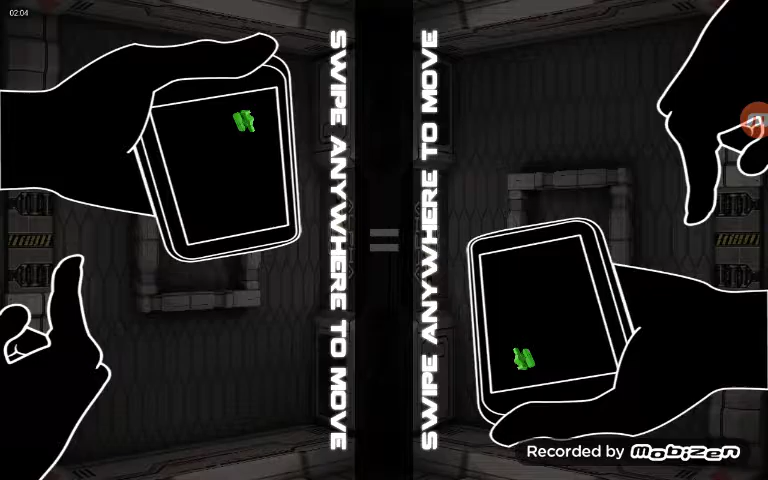 02:04
SWIPE ANYWHERE TO MOVE
SWIPE ANYWHERE TO MOVE
Recorded by Mobizen